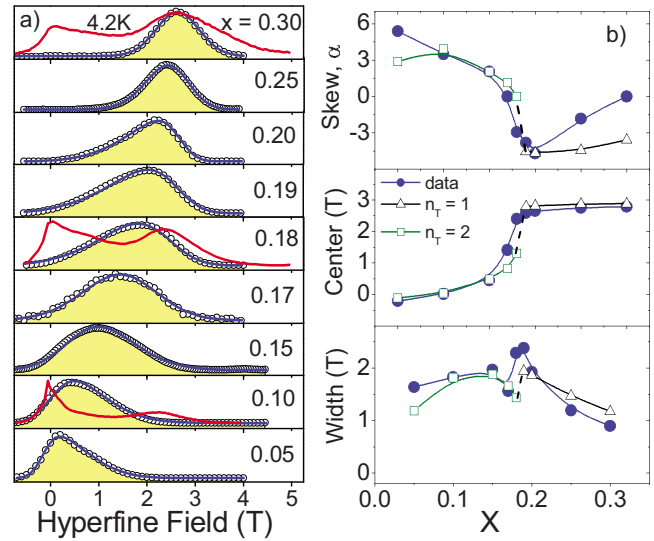 a)
4.2K
x = 0.30
0.25
0.20
0.19
0.18
0.17
0.15
0.10
0.05
0 1 2 3 4 5
Hyperfine Field (T)
b)
Skew, α
3
0
-3
Center (T)
3
2
1
0
data
n_T = 1
n_T = 2
Width (T)
2
1
0
0.0 0.1 0.2 0.3
X